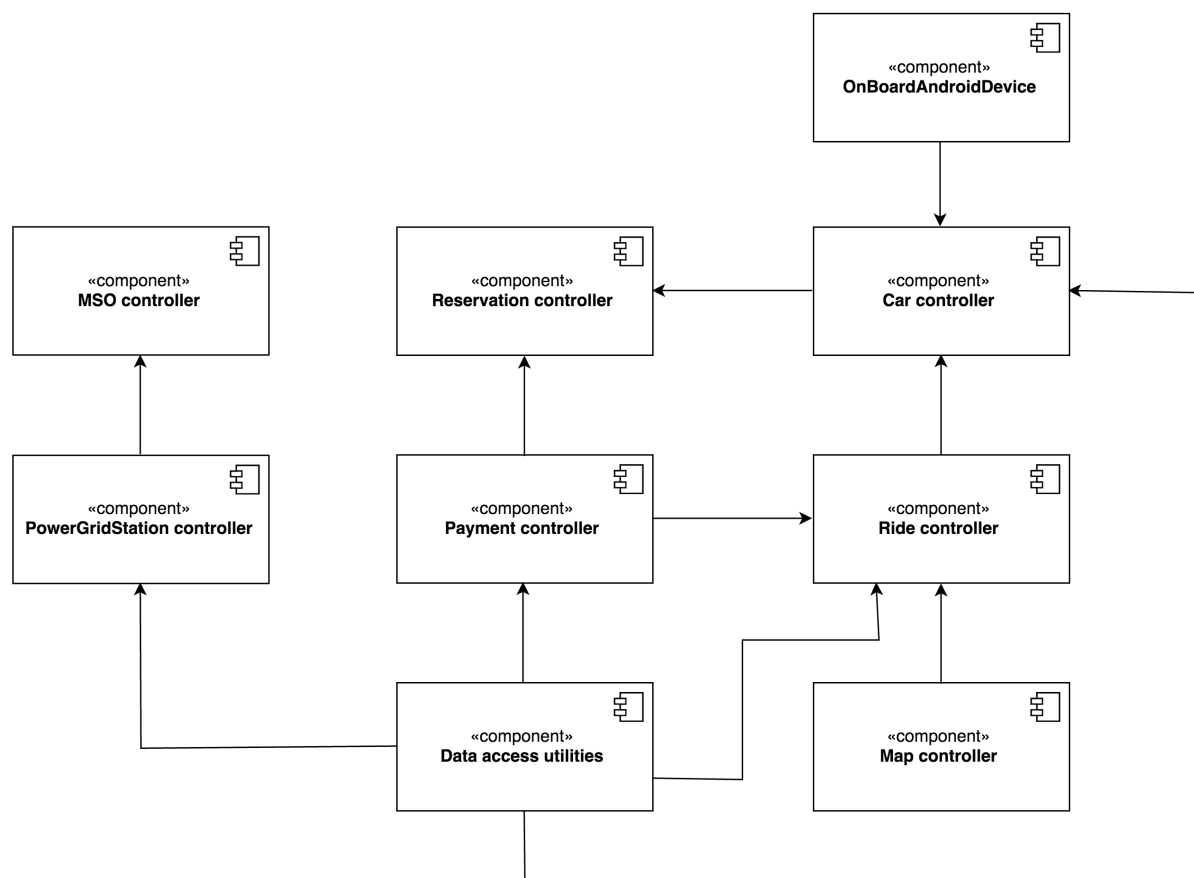 «component»
OnBoardAndroidDevice
«component»
MSO controller
«component»
Reservation controller
«component»
Car controller
«component»
PowerGridStation controller
«component»
Payment controller
«component»
Ride controller
«component»
Data access utilities
«component»
Map controller